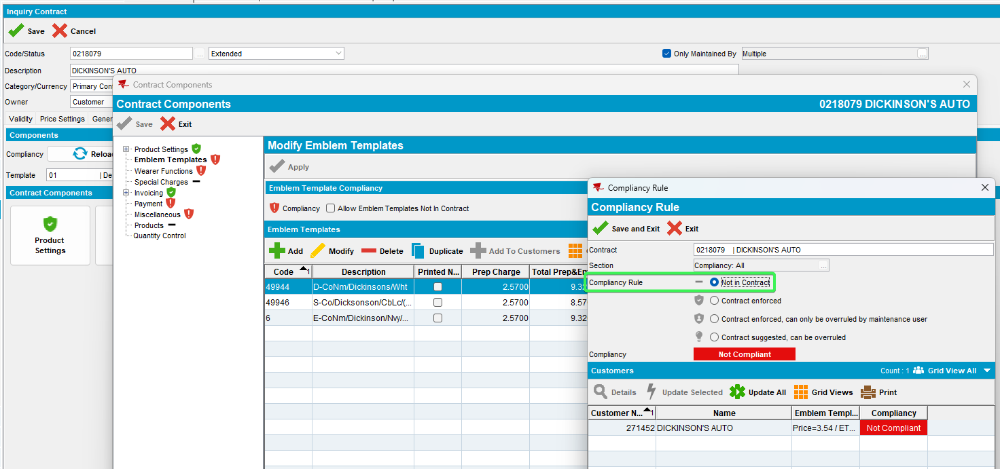 Inquiry Contract
Save Cancel
Code/Status 0218079 ... Extended Only Maintained By Multiple ...
Description DICKINSON'S AUTO
Category/Currency Primary Con
Owner Customer
Validity Price Settings Gener
Components
Compliancy Reloa
Template 01 | De
Contract Components
Product
Settings
Contract Components
Contract Components 0218079 DICKINSON'S AUTO
Save Exit
Product Settings
Emblem Templates
Wearer Functions
Special Charges
Invoicing
Payment
Miscellaneous
Products
Quantity Control
Modify Emblem Templates
Apply
Emblem Template Compliancy
Compliancy Allow Emblem Templates Not In Contract
Emblem Templates
Add Modify Delete Duplicate Add To Customers
Code 1 Description Printed N... Prep Charge Total Prep&Em
49944 D-CoNm/Dickinsons/Wht 2.5700 9.32
49946 S-Co/Dicksonson/CbLc/(... 2.5700 8.57
6 E-CoNm/Dickinson/Nvy/... 2.5700 9.32
Compliancy Rule
Compliancy Rule
Save and Exit Exit
Contract 0218079 | DICKINSON'S AUTO
Section Compliancy: All ...
Compliancy Rule Not in Contract
Contract enforced
Contract enforced, can only be overruled by maintenance user
Contract suggested, can be overruled
Compliancy Not Compliant
Customers Count : 1 Grid View All
Details Update Selected Update All Grid Views Print
Customer N... 1 Name Emblem Templ... Compliancy
271452 DICKINSON'S AUTO Price=3.54 / ET... Not Compliant